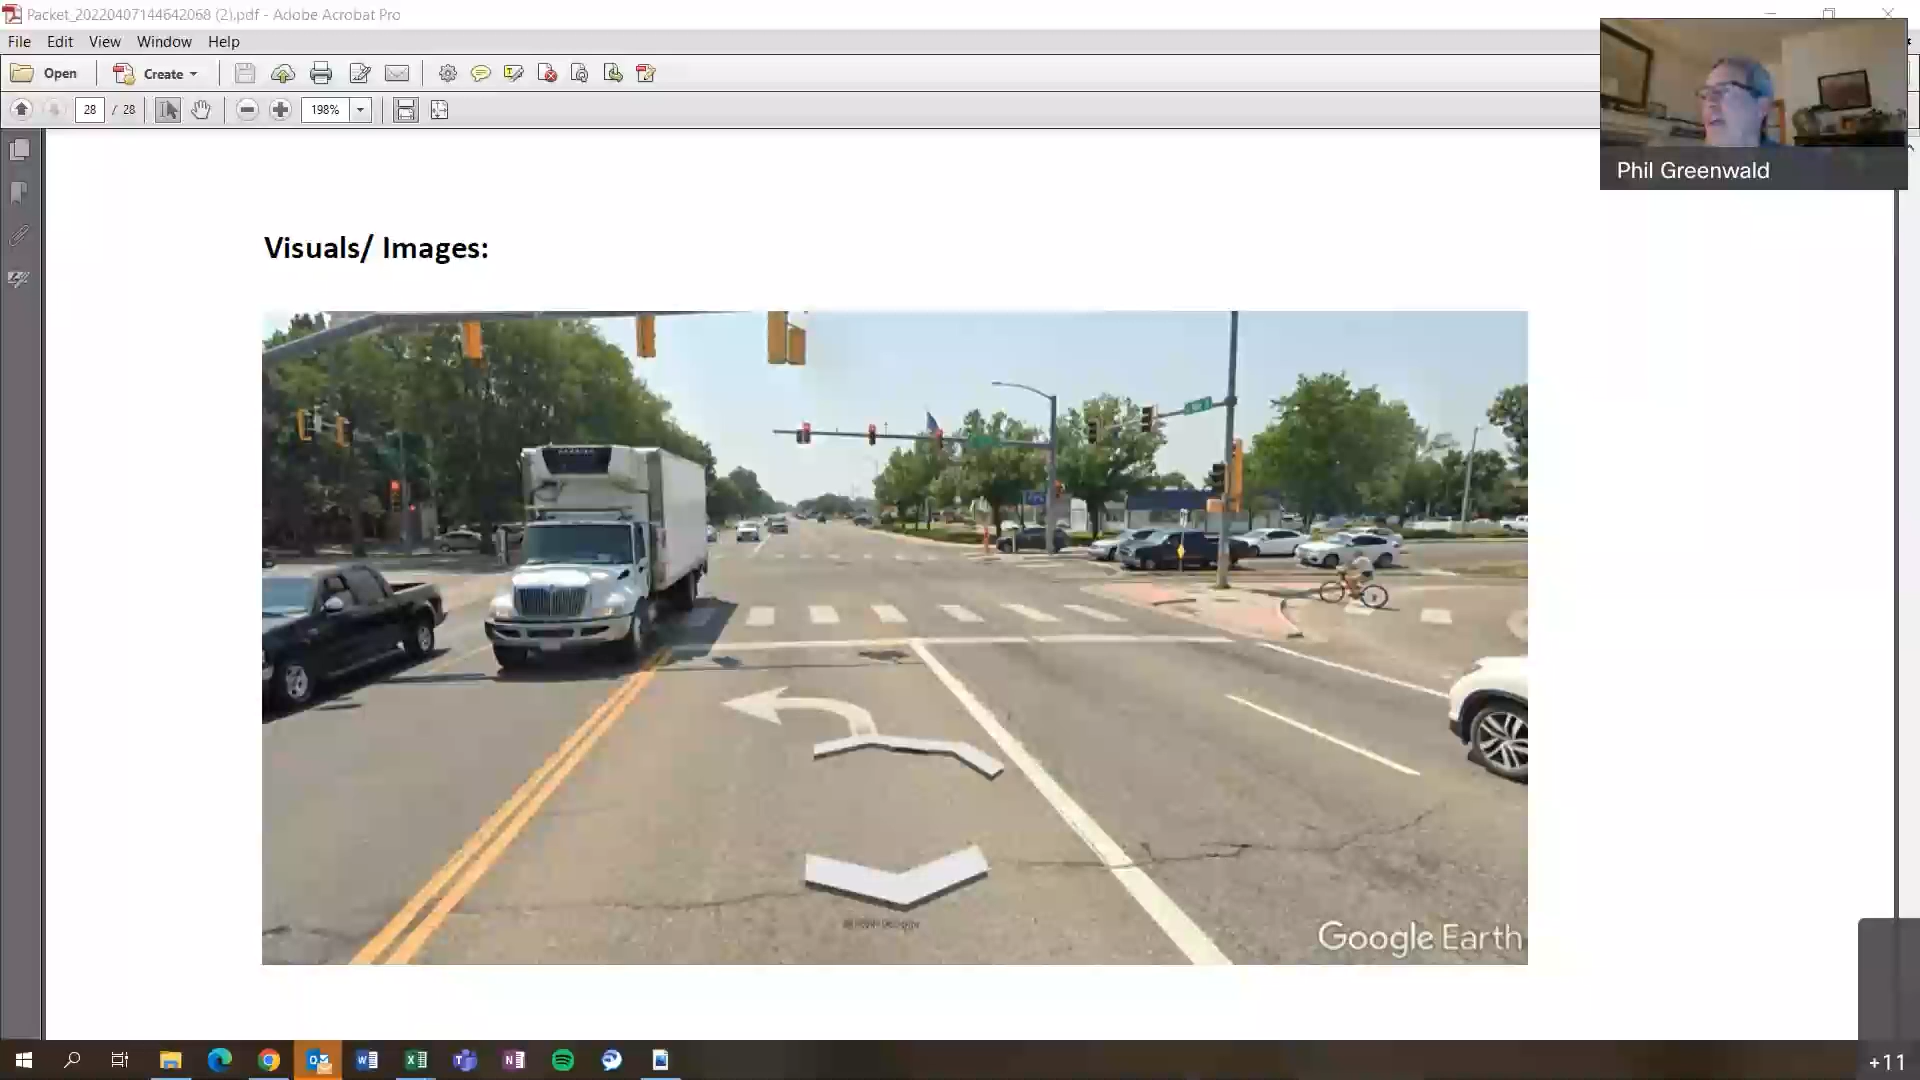 Packet_20220407144642068 (2).pdf - Adobe Acrobat Pro
File Edit View Window Help
Open
Create
28 / 28
198%
Phil Greenwald
Visuals/ Images:
Google Earth
+11